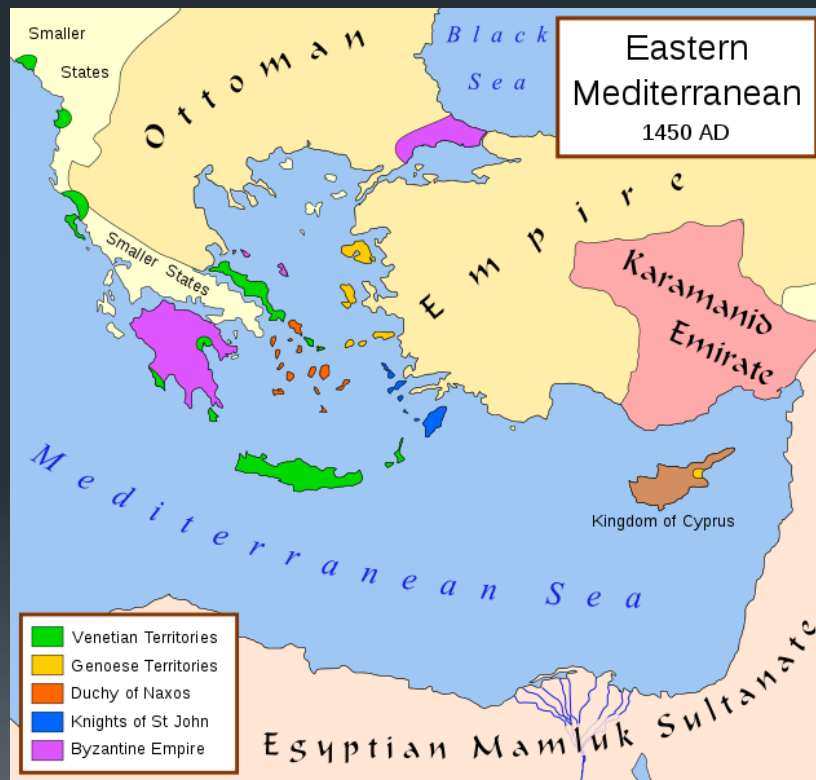 Smaller
States
Ottoman
Black
Sea
Eastern
Mediterranean
1450 AD
Empire
Smaller States
Karamanid
Emirate
Mediterranean Sea
Kingdom of Cyprus
Venetian Territories
Genoese Territories
Duchy of Naxos
Knights of St John
Byzantine Empire
Egyptian Mamluk Sultanate